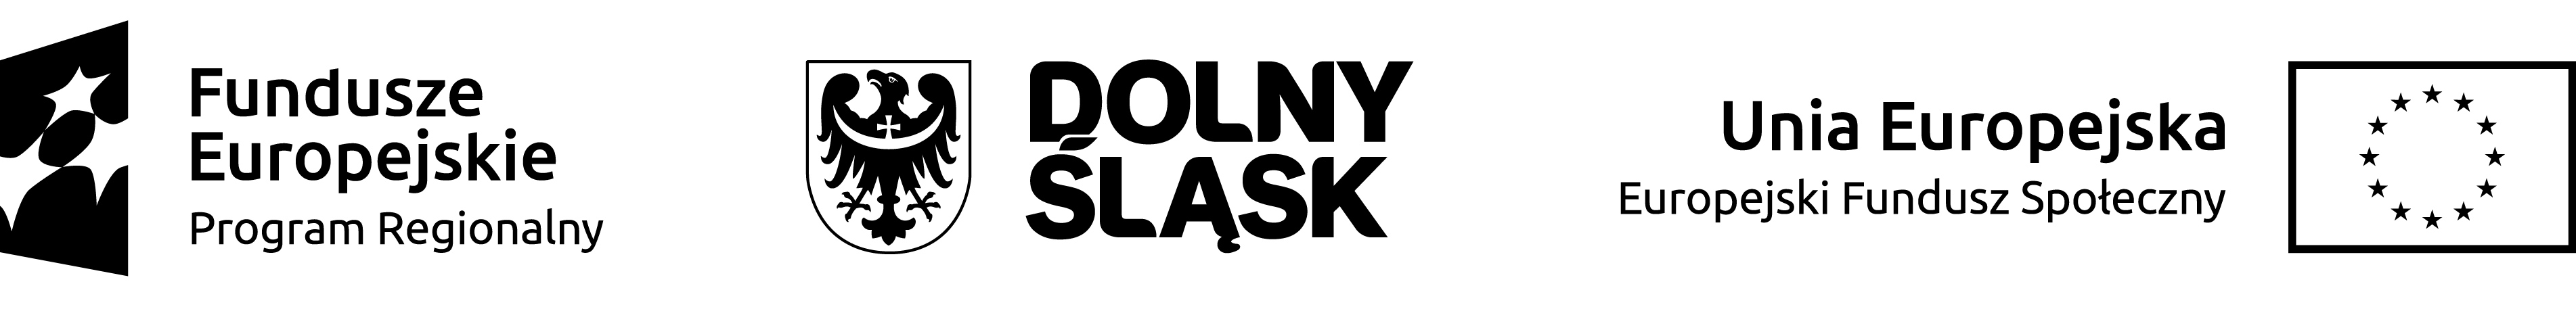 Fundusze
Europejskie
Program Regionalny
DOLNY
ŚLĄSK
Unia Europejska
Europejski Fundusz Społeczny